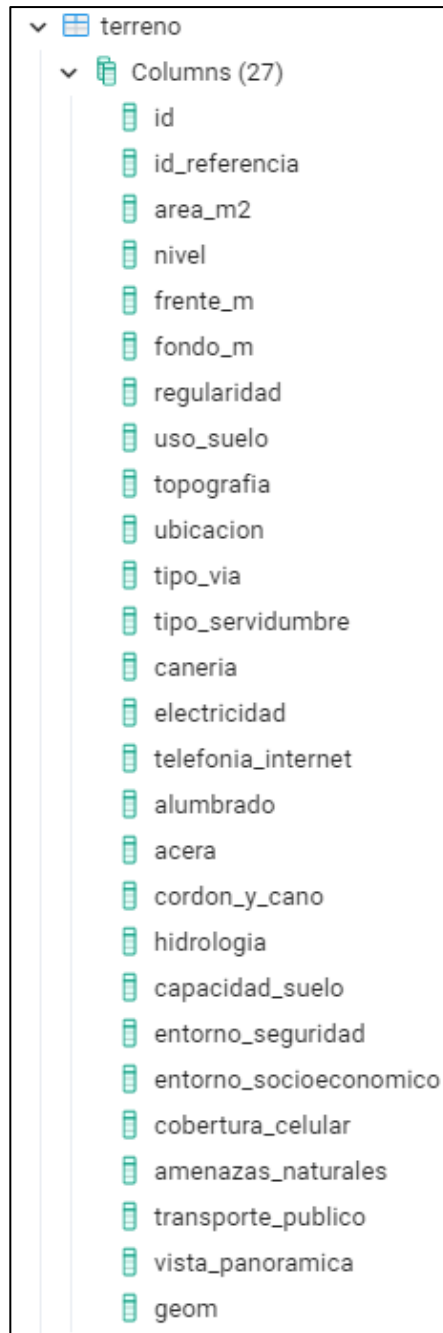 terreno
Columns (27)
id
id_referencia
area_m2
nivel
frente_m
fondo_m
regularidad
uso_suelo
topografia
ubicacion
tipo_via
tipo_servidumbre
caneria
electricidad
telefonia_internet
alumbrado
acera
cordon_y_cano
hidrologia
capacidad_suelo
entorno_seguridad
entorno_socioeconomico
cobertura_celular
amenazas_naturales
transporte_publico
vista_panoramica
geom